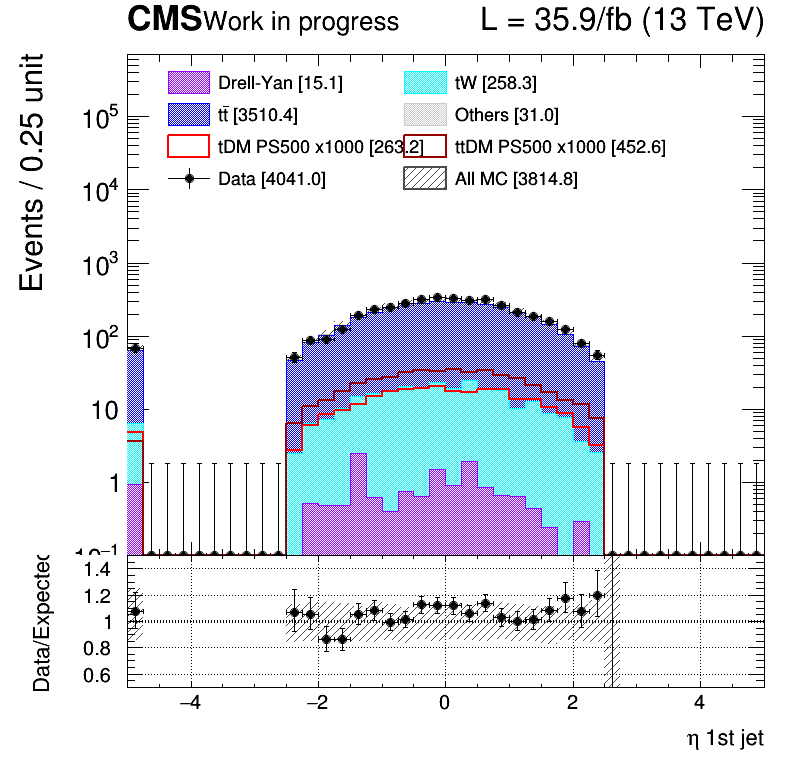 CMS Work in progress L = 35.9/fb (13 TeV)
Events / 0.25 unit
Drell-Yan [15.1] tW [258.3]
tt̄ [3510.4] Others [31.0]
tDM PS500 x1000 [263.2] ttDM PS500 x1000 [452.6]
Data [4041.0] All MC [3814.8]
10⁵
10⁴
10³
10²
10
1
10⁻¹
Data/Expected
1.4
1.2
1
0.8
0.6
−4 −2 0 2 4
η 1st jet